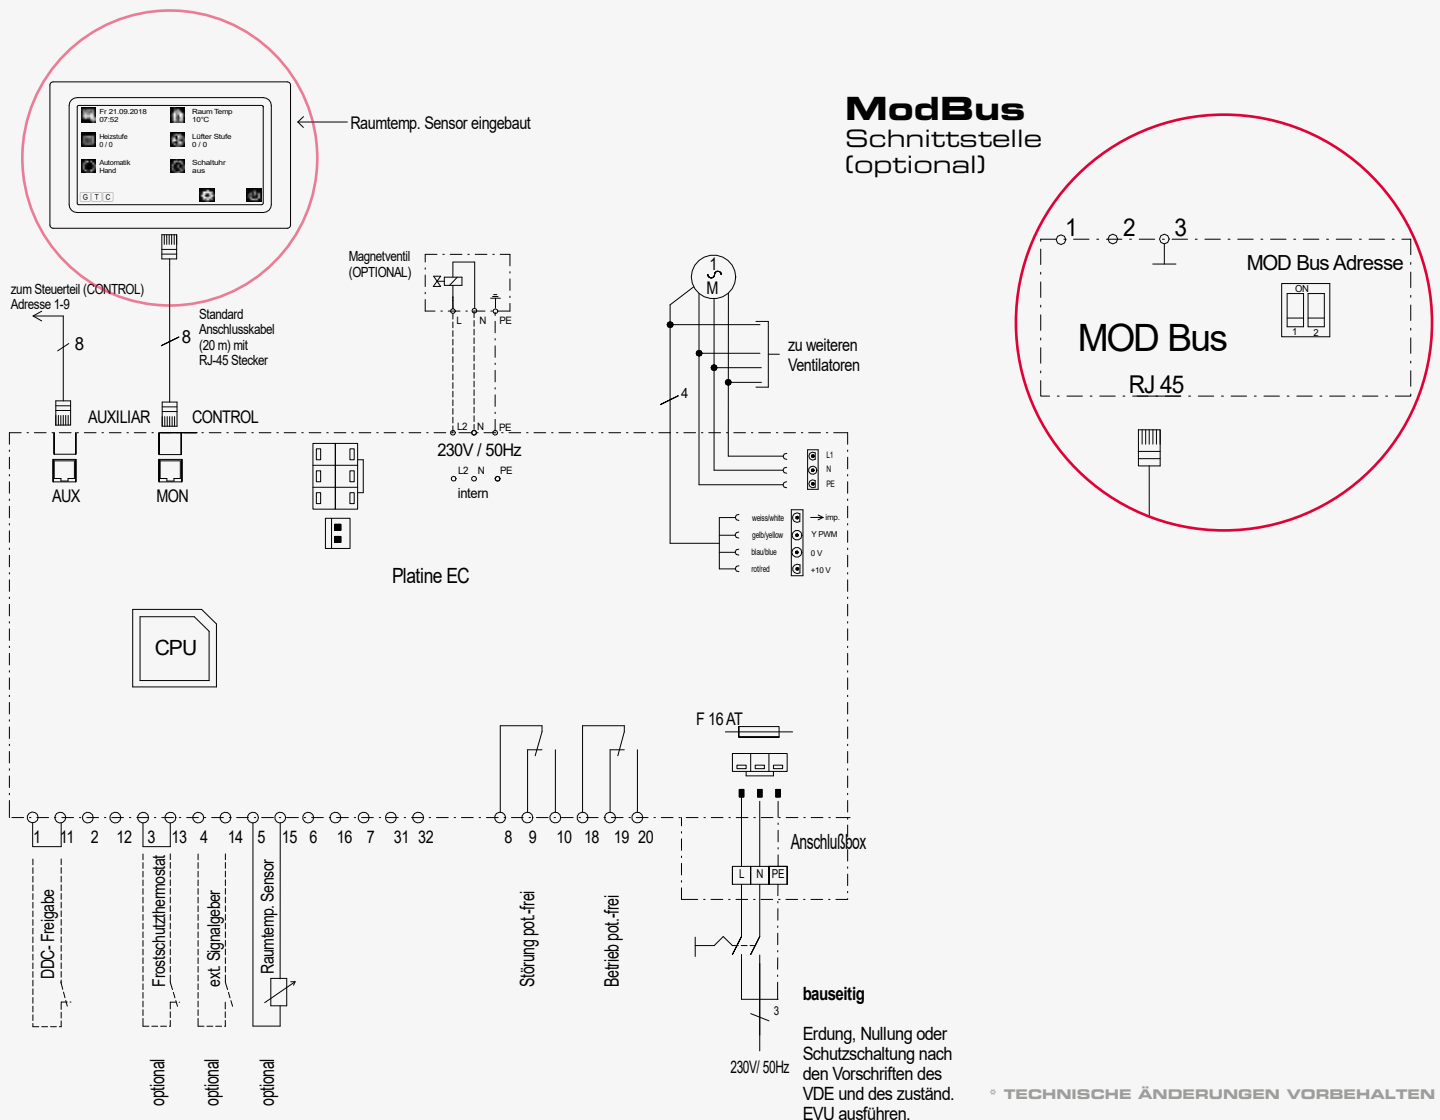 Fr 21.09.2018
07:52
Raum Temp
10°C
Heizstufe
0 / 0
Lüfter Stufe
0 / 0
Automatik
Hand
Schaltuhr
aus
G T C
Raumtemp. Sensor eingebaut
ModBus
Schnittstelle
(optional)
1 2 3
MOD Bus Adresse
ON
1 2
MOD Bus
RJ 45
zum Steuerteil (CONTROL)
Adresse 1-9
8
Standard
Anschlusskabel
(20 m) mit
RJ-45 Stecker
8
Magnetventil
(OPTIONAL)
L N PE
1
M
zu weiteren
Ventilatoren
4
AUXILIAR
CONTROL
AUX
MON
L2 N PE
230V / 50Hz
L2 N PE
intern
L1
N
PE
weiss/white
imp.
gelb/yellow
Y PWM
blau/blue
0 V
rot/red
+10 V
Platine EC
CPU
F 16 AT
1 11 2 12 3 13 4 14 5 15 6 16 7 31 32 8 9 10 18 19 20
Anschlußbox
L N PE
DDC- Freigabe
Frostschutzthermostat
ext. Signalgeber
Raumtemp. Sensor
Störung pot.-frei
Betrieb pot.-frei
optional
optional
optional
3
230V/ 50Hz
bauseitig
Erdung, Nullung oder
Schutzschaltung nach
den Vorschriften des
VDE und des zuständ.
EVU ausführen.
* TECHNISCHE ÄNDERUNGEN VORBEHALTEN